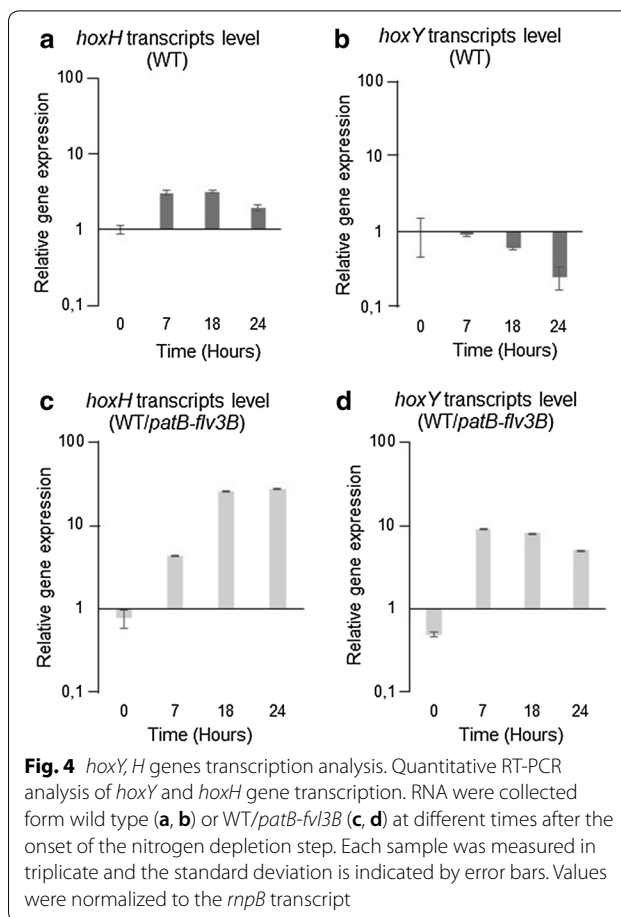 a hoxH transcripts level
(WT)
b hoxY transcripts level
(WT)
Relative gene expression
100
10
1
0,1
0 7 18 24
Time (Hours)
Relative gene expression
100
10
1
0,1
0 7 18 24
Time (Hours)
c hoxH transcripts level
(WT/patB-flv3B)
d hoxY transcripts level
(WT/patB-flv3B)
Relative gene expression
100
10
1
0,1
0 7 18 24
Time (Hours)
Relative gene expression
100
10
1
0,1
0 7 18 24
Time (Hours)
Fig. 4 hoxY, H genes transcription analysis. Quantitative RT-PCR
analysis of hoxY and hoxH gene transcription. RNA were collected
form wild type (a, b) or WT/patB-fvl3B (c, d) at different times after the
onset of the nitrogen depletion step. Each sample was measured in
triplicate and the standard deviation is indicated by error bars. Values
were normalized to the rnpB transcript